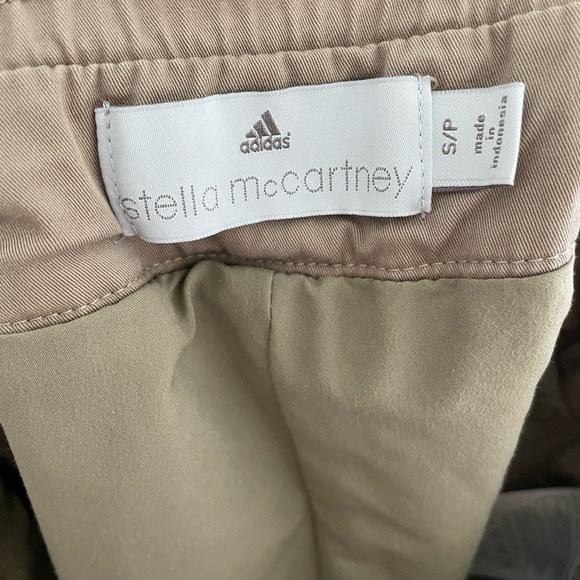 adidas
stella mccartney
S/P
made
in
indonesia